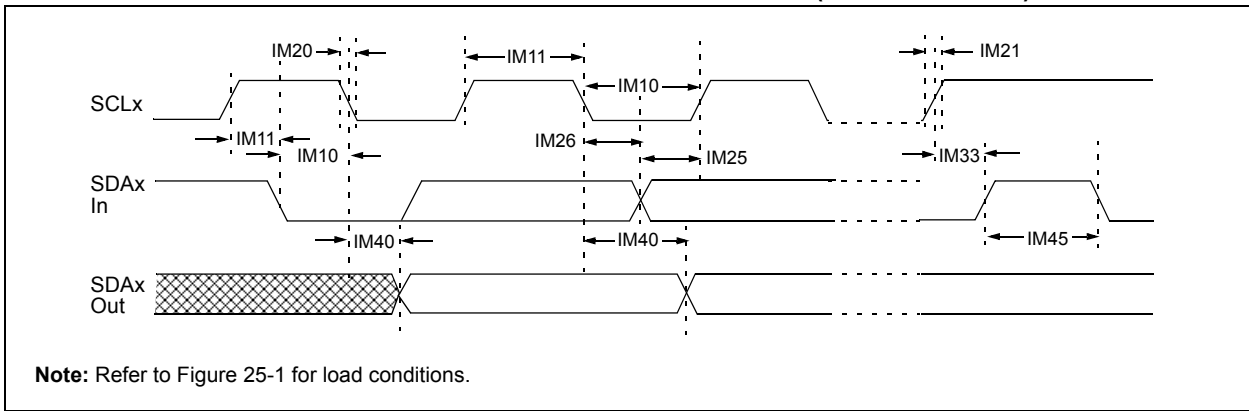 IM20
IM11
IM21
IM10
SCLx
IM11
IM26
IM10
IM25
IM33
SDAx
In
IM40
IM40
IM45
SDAx
Out
Note: Refer to Figure 25-1 for load conditions.